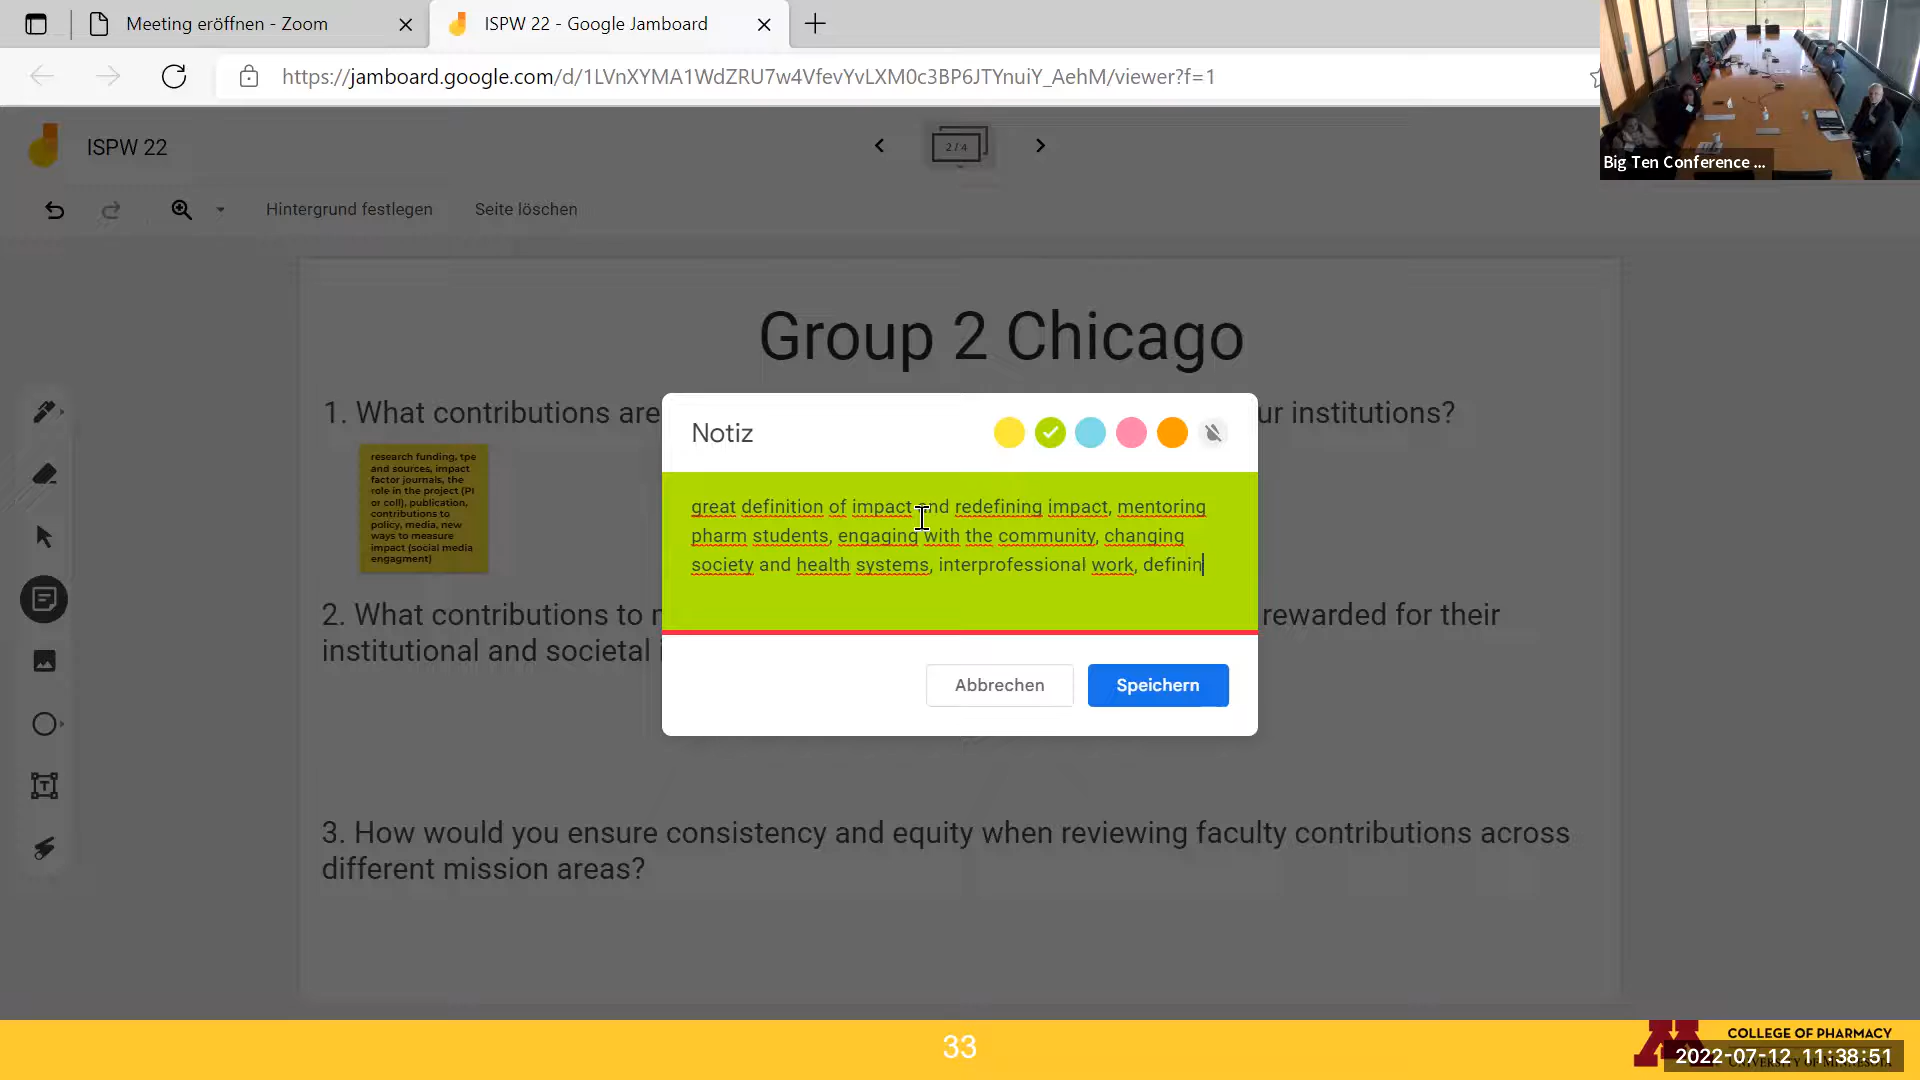 Meeting eröffnen - Zoom
ISPW 22 - Google Jamboard
https://jamboard.google.com/d/1LVnXYMA1WdZRU7w4VfevYvLXM0c3BP6JTYnuiY_AehM/viewer?f=1
Big Ten Conference ...
ISPW 22
2 / 4
Hintergrund festlegen
Seite löschen
Group 2 Chicago
1. What contributions are
ur institutions?
research funding, tpe
and sources, impact
factor journals, the
role in the project (PI
or coll), publication,
contributions to
policy, media, new
ways to measure
impact (social media
engagment)
Notiz
great definition of impact and redefining impact, mentoring
pharm students, engaging with the community, changing
society and health systems, interprofessional work, definin
Abbrechen
Speichern
2. What contributions to
rewarded for their
institutional and societal
3. How would you ensure consistency and equity when reviewing faculty contributions across
different mission areas?
33
COLLEGE OF PHARMACY
UNIVERSITY OF MINNESOTA
2022-07-12 11:38:51